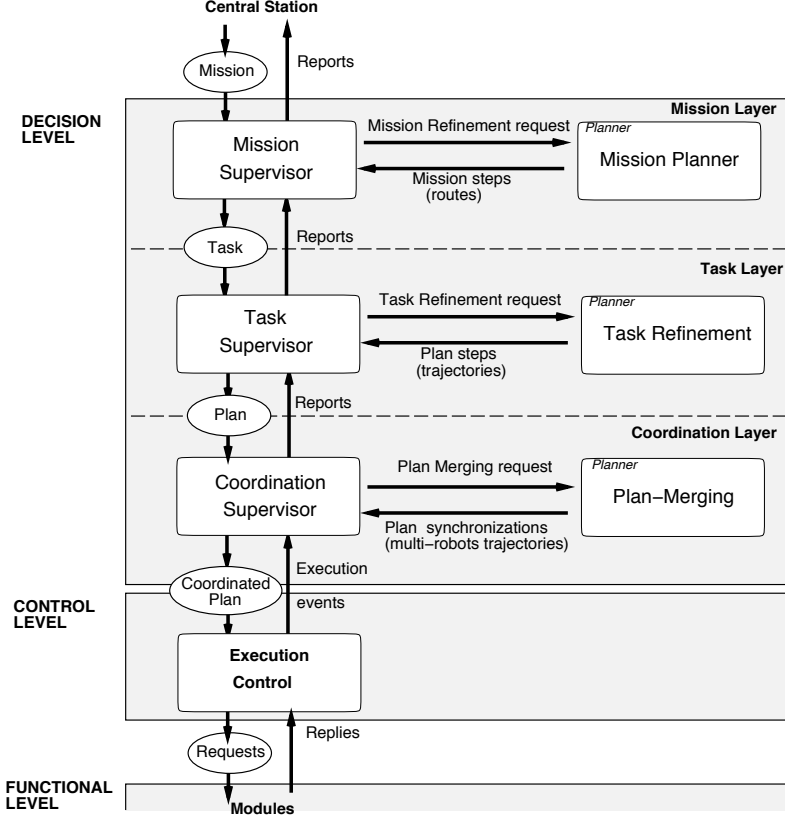 Central Station
Mission
Reports
DECISION
LEVEL
Mission Layer
Mission
Supervisor
Mission Refinement request
Mission steps
(routes)
Planner
Mission Planner
Task
Reports
Task Layer
Task
Supervisor
Task Refinement request
Plan steps
(trajectories)
Planner
Task Refinement
Plan
Reports
Coordination Layer
Coordination
Supervisor
Plan Merging request
Plan synchronizations
(multi−robots trajectories)
Planner
Plan−Merging
Coordinated
Plan
Execution
events
CONTROL
LEVEL
Execution
Control
Requests
Replies
FUNCTIONAL
LEVEL
Modules